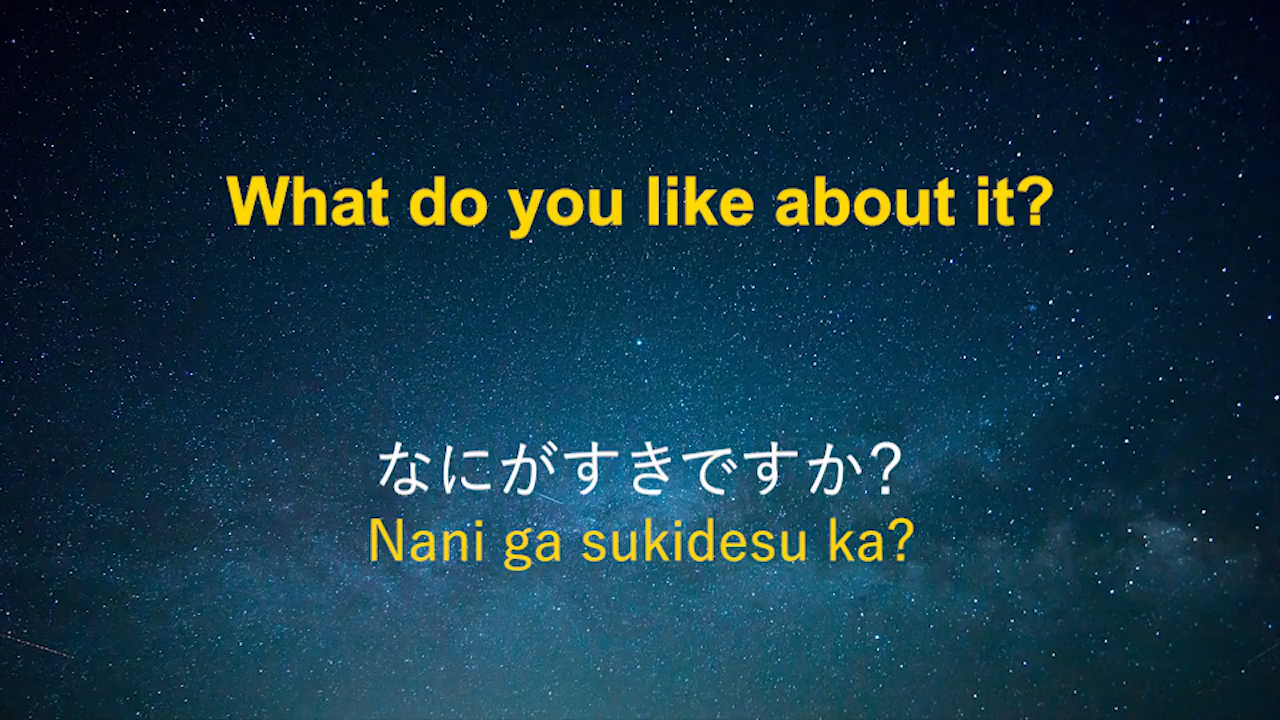 What do you like about it?
なにがすきですか?
Nani ga sukidesu ka?